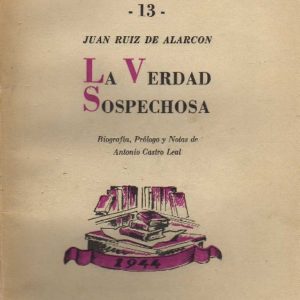 - 13 -
JUAN RUIZ DE ALARCON
LA VERDAD
SOSPECHOSA
Biografía, Prólogo y Notas de
Antonio Castro Leal
1944